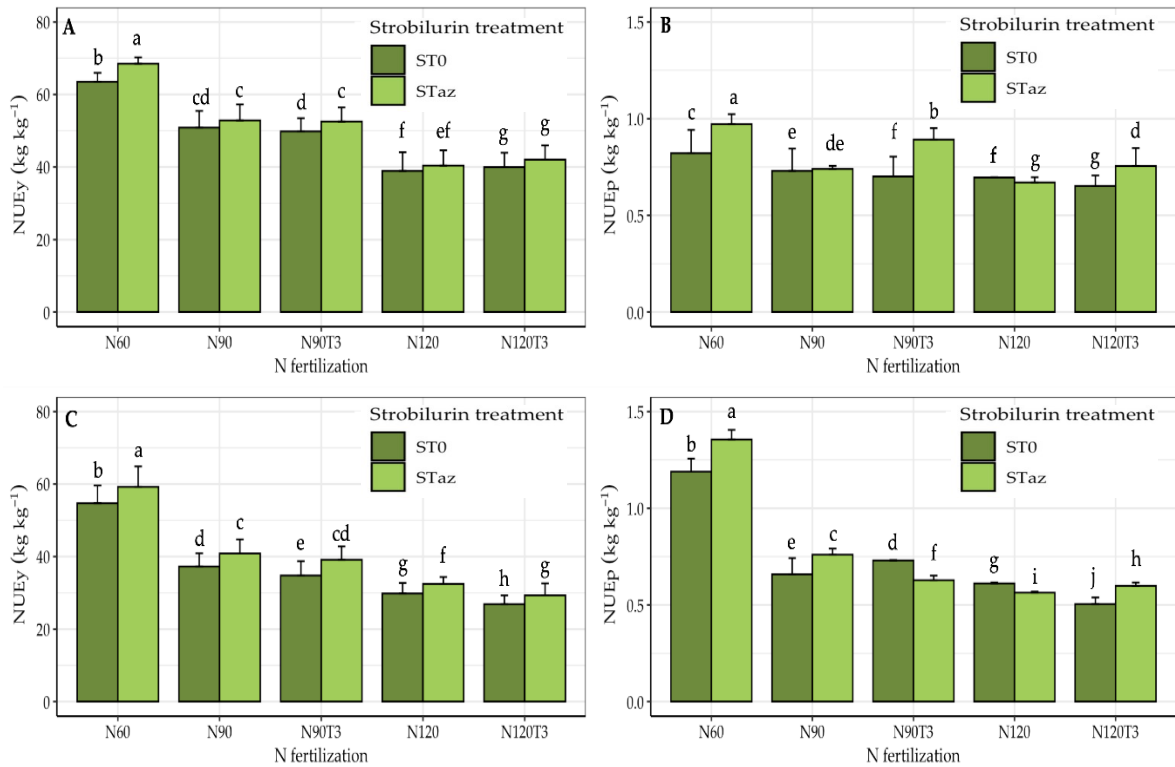 A
Strobilurin treatment
ST0
STaz
NUEy (kg kg⁻¹)
80
60
40
20
0
b a cd c d c f ef g g
N60 N90 N90T3 N120 N120T3
N fertilization
B
Strobilurin treatment
ST0
STaz
NUEp (kg kg⁻¹)
1.5
1.0
0.5
0.0
c a e de f b f g g d
N60 N90 N90T3 N120 N120T3
N fertilization
C
Strobilurin treatment
ST0
STaz
NUEy (kg kg⁻¹)
80
60
40
20
0
b a d c e cd g f h g
N60 N90 N90T3 N120 N120T3
N fertilization
D
Strobilurin treatment
ST0
STaz
NUEp (kg kg⁻¹)
1.5
1.0
0.5
0.0
b a e c d f g i j h
N60 N90 N90T3 N120 N120T3
N fertilization